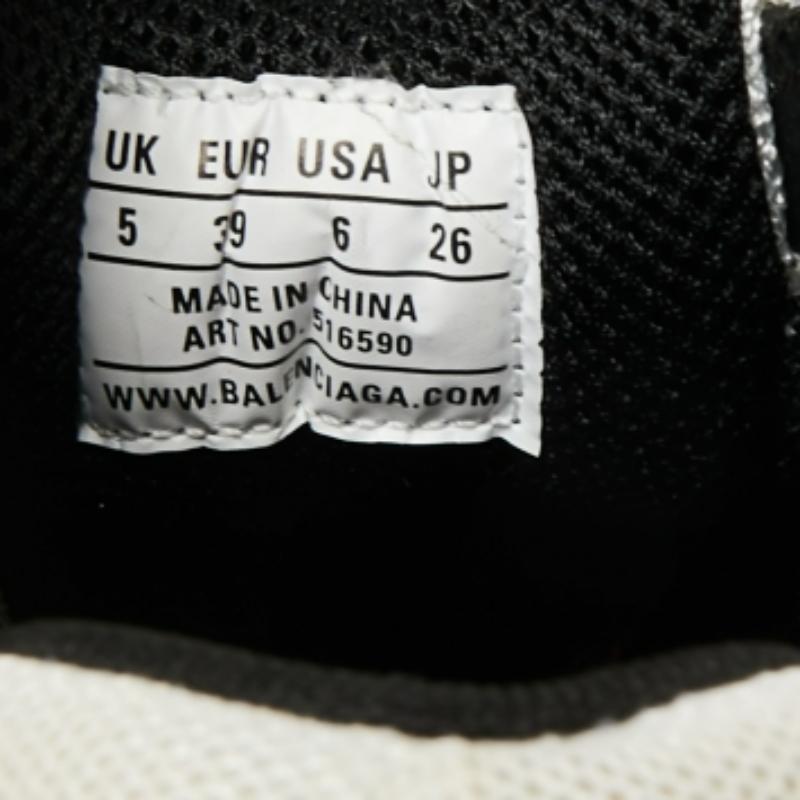 UK EUR USA JP
5 39 6 26
MADE IN CHINA
ART NO. 516590
WWW.BALENCIAGA.COM